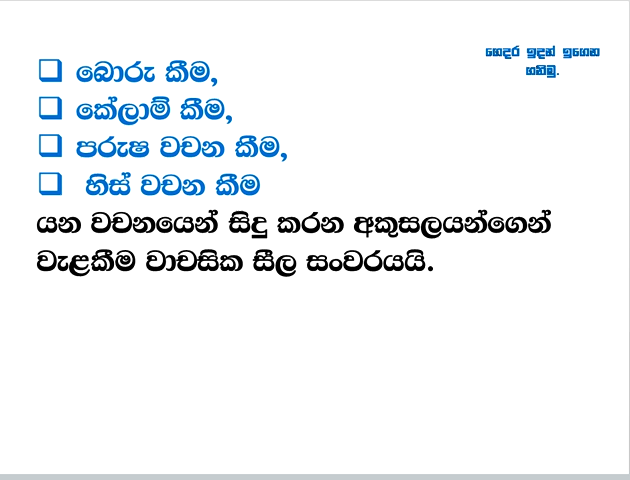 ගෙදර ඉදන් ඉගෙන
ගනිමු.
❑ බොරු කීම,
❑ කේලාම් කීම,
❑ පරුෂ වචන කීම,
❑ හිස් වචන කීම
යන වචනයෙන් සිදු කරන අකුසලයන්ගෙන්
වැළකීම වාචසික සීල සංවරයයි.